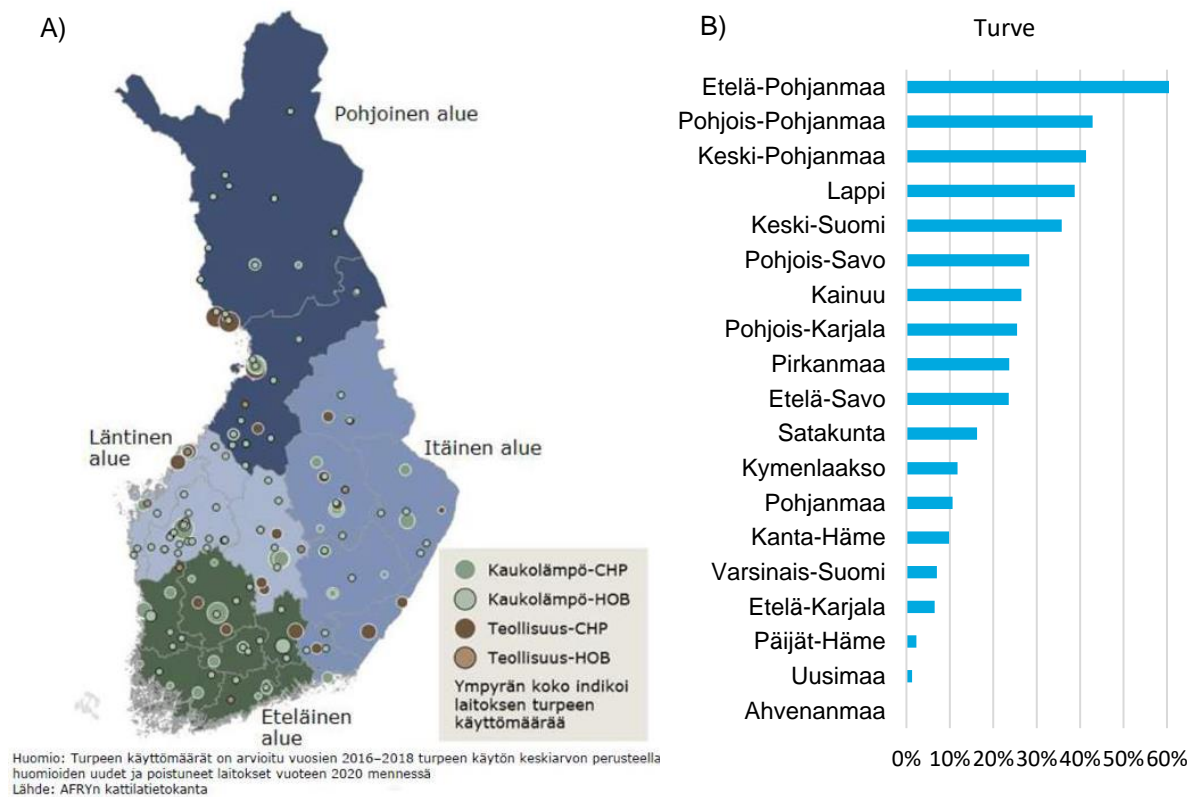 A)
Pohjoinen alue
Läntinen
alue
Itäinen alue
Eteläinen
alue
Kaukolämpö-CHP
Kaukolämpö-HOB
Teollisuus-CHP
Teollisuus-HOB
Ympyrän koko indikoi
laitoksen turpeen
käyttömäärää
Huomio: Turpeen käyttömäärät on arvioitu vuosien 2016–2018 turpeen käytön keskiarvon perusteella
huomioiden uudet ja poistuneet laitokset vuoteen 2020 mennessä
Lähde: AFRYn kattilatietokanta
B)
Turve
Etelä-Pohjanmaa
Pohjois-Pohjanmaa
Keski-Pohjanmaa
Lappi
Keski-Suomi
Pohjois-Savo
Kainuu
Pohjois-Karjala
Pirkanmaa
Etelä-Savo
Satakunta
Kymenlaakso
Pohjanmaa
Kanta-Häme
Varsinais-Suomi
Etelä-Karjala
Päijät-Häme
Uusimaa
Ahvenanmaa
0% 10% 20% 30% 40% 50% 60%